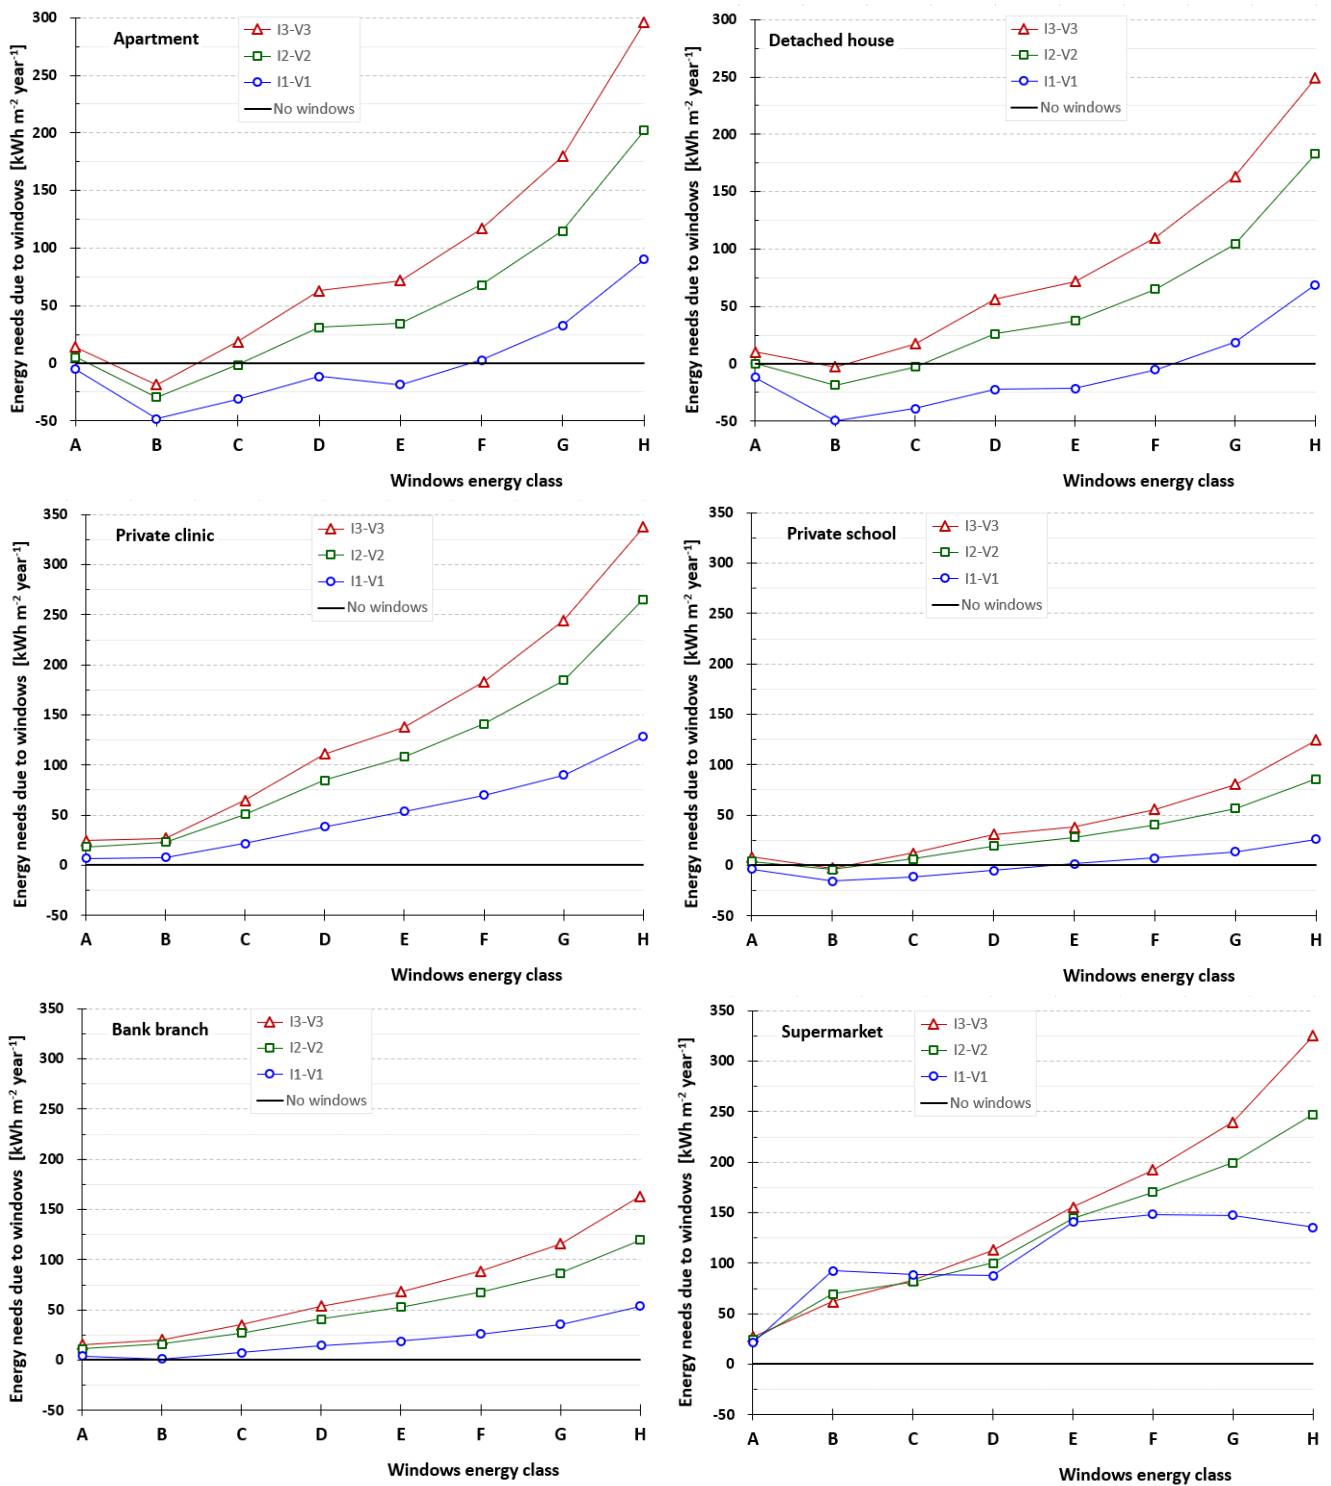 Apartment
I3-V3
I2-V2
I1-V1
No windows
Energy needs due to windows [kWh m-2 year-1]
300
250
200
150
100
50
0
-50
A B C D E F G H
Windows energy class
Detached house
I3-V3
I2-V2
I1-V1
No windows
Energy needs due to windows [kWh m-2 year-1]
300
250
200
150
100
50
0
-50
A B C D E F G H
Windows energy class
Private clinic
I3-V3
I2-V2
I1-V1
No windows
Energy needs due to windows [kWh m-2 year-1]
350
300
250
200
150
100
50
0
-50
A B C D E F G H
Windows energy class
Private school
I3-V3
I2-V2
I1-V1
No windows
Energy needs due to windows [kWh m-2 year-1]
350
300
250
200
150
100
50
0
-50
A B C D E F G H
Windows energy class
Bank branch
I3-V3
I2-V2
I1-V1
No windows
Energy needs due to windows [kWh m-2 year-1]
350
300
250
200
150
100
50
0
-50
A B C D E F G H
Windows energy class
Supermarket
I3-V3
I2-V2
I1-V1
No windows
Energy needs due to windows [kWh m-2 year-1]
350
300
250
200
150
100
50
0
-50
A B C D E F G H
Windows energy class